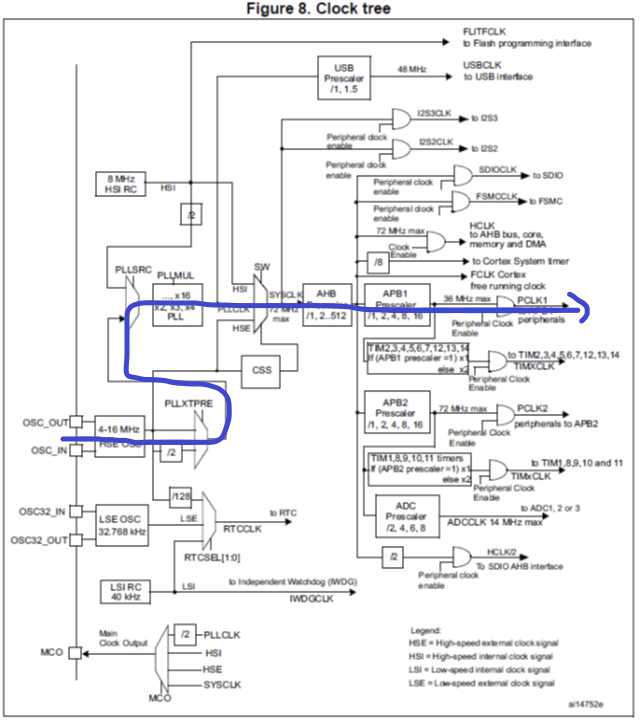 Figure 8. Clock tree
FLITFCLK
to Flash programming interface
USB
Prescaler
/1, 1.5
48 MHz
USBCLK
to USB interface
I2S3CLK
to I2S3
Peripheral clock
enable
I2S2CLK
to I2S2
Peripheral clock
enable
SDIOCLK
to SDIO
Peripheral clock
enable
FSMCCLK
to FSMC
Peripheral clock
enable
8 MHz
HSI RC
HSI
/2
72 MHz max
Clock
Enable
HCLK
to AHB bus, core,
memory and DMA
/8
to Cortex System timer
FCLK Cortex
free running clock
PLLSRC
PLLMUL
..., x16
x2, x3, x4
PLL
SW
HSI
PLLCLK
HSE
SYSCLK
72 MHz
max
AHB
Prescaler
/1, 2..512
APB1
Prescaler
/1, 2, 4, 8, 16
36 MHz max
PCLK1
peripherals
Peripheral Clock
Enable
TIM2,3,4,5,6,7,12,13,14
If (APB1 prescaler =1) x1
else x2
to TIM2,3,4,5,6,7,12,13,14
TIMXCLK
Peripheral Clock
Enable
CSS
PLLXTPRE
OSC_OUT
OSC_IN
4-16 MHz
HSE OSC
/2
APB2
Prescaler
/1, 2, 4, 8, 16
72 MHz max
PCLK2
peripherals to APB2
Peripheral Clock
Enable
TIM1,8,9,10,11 timers
If (APB2 prescaler =1) x1
else x2
to TIM1,8,9,10 and 11
TIMxCLK
Peripheral Clock
Enable
/128
OSC32_IN
OSC32_OUT
LSE OSC
32.768 kHz
LSE
RTCCLK
to RTC
RTCSEL[1:0]
ADC
Prescaler
/2, 4, 6, 8
to ADC1, 2 or 3
ADCCLK 14 MHz max
/2
HCLK/2
To SDIO AHB interface
Peripheral clock
enable
LSI RC
40 kHz
LSI
to Independent Watchdog (IWDG)
IWDGCLK
MCO
Main
Clock Output
/2
PLLCLK
HSI
HSE
SYSCLK
MCO
Legend:
HSE = High-speed external clock signal
HSI = High-speed internal clock signal
LSI = Low-speed internal clock signal
LSE = Low-speed external clock signal
ai14752e